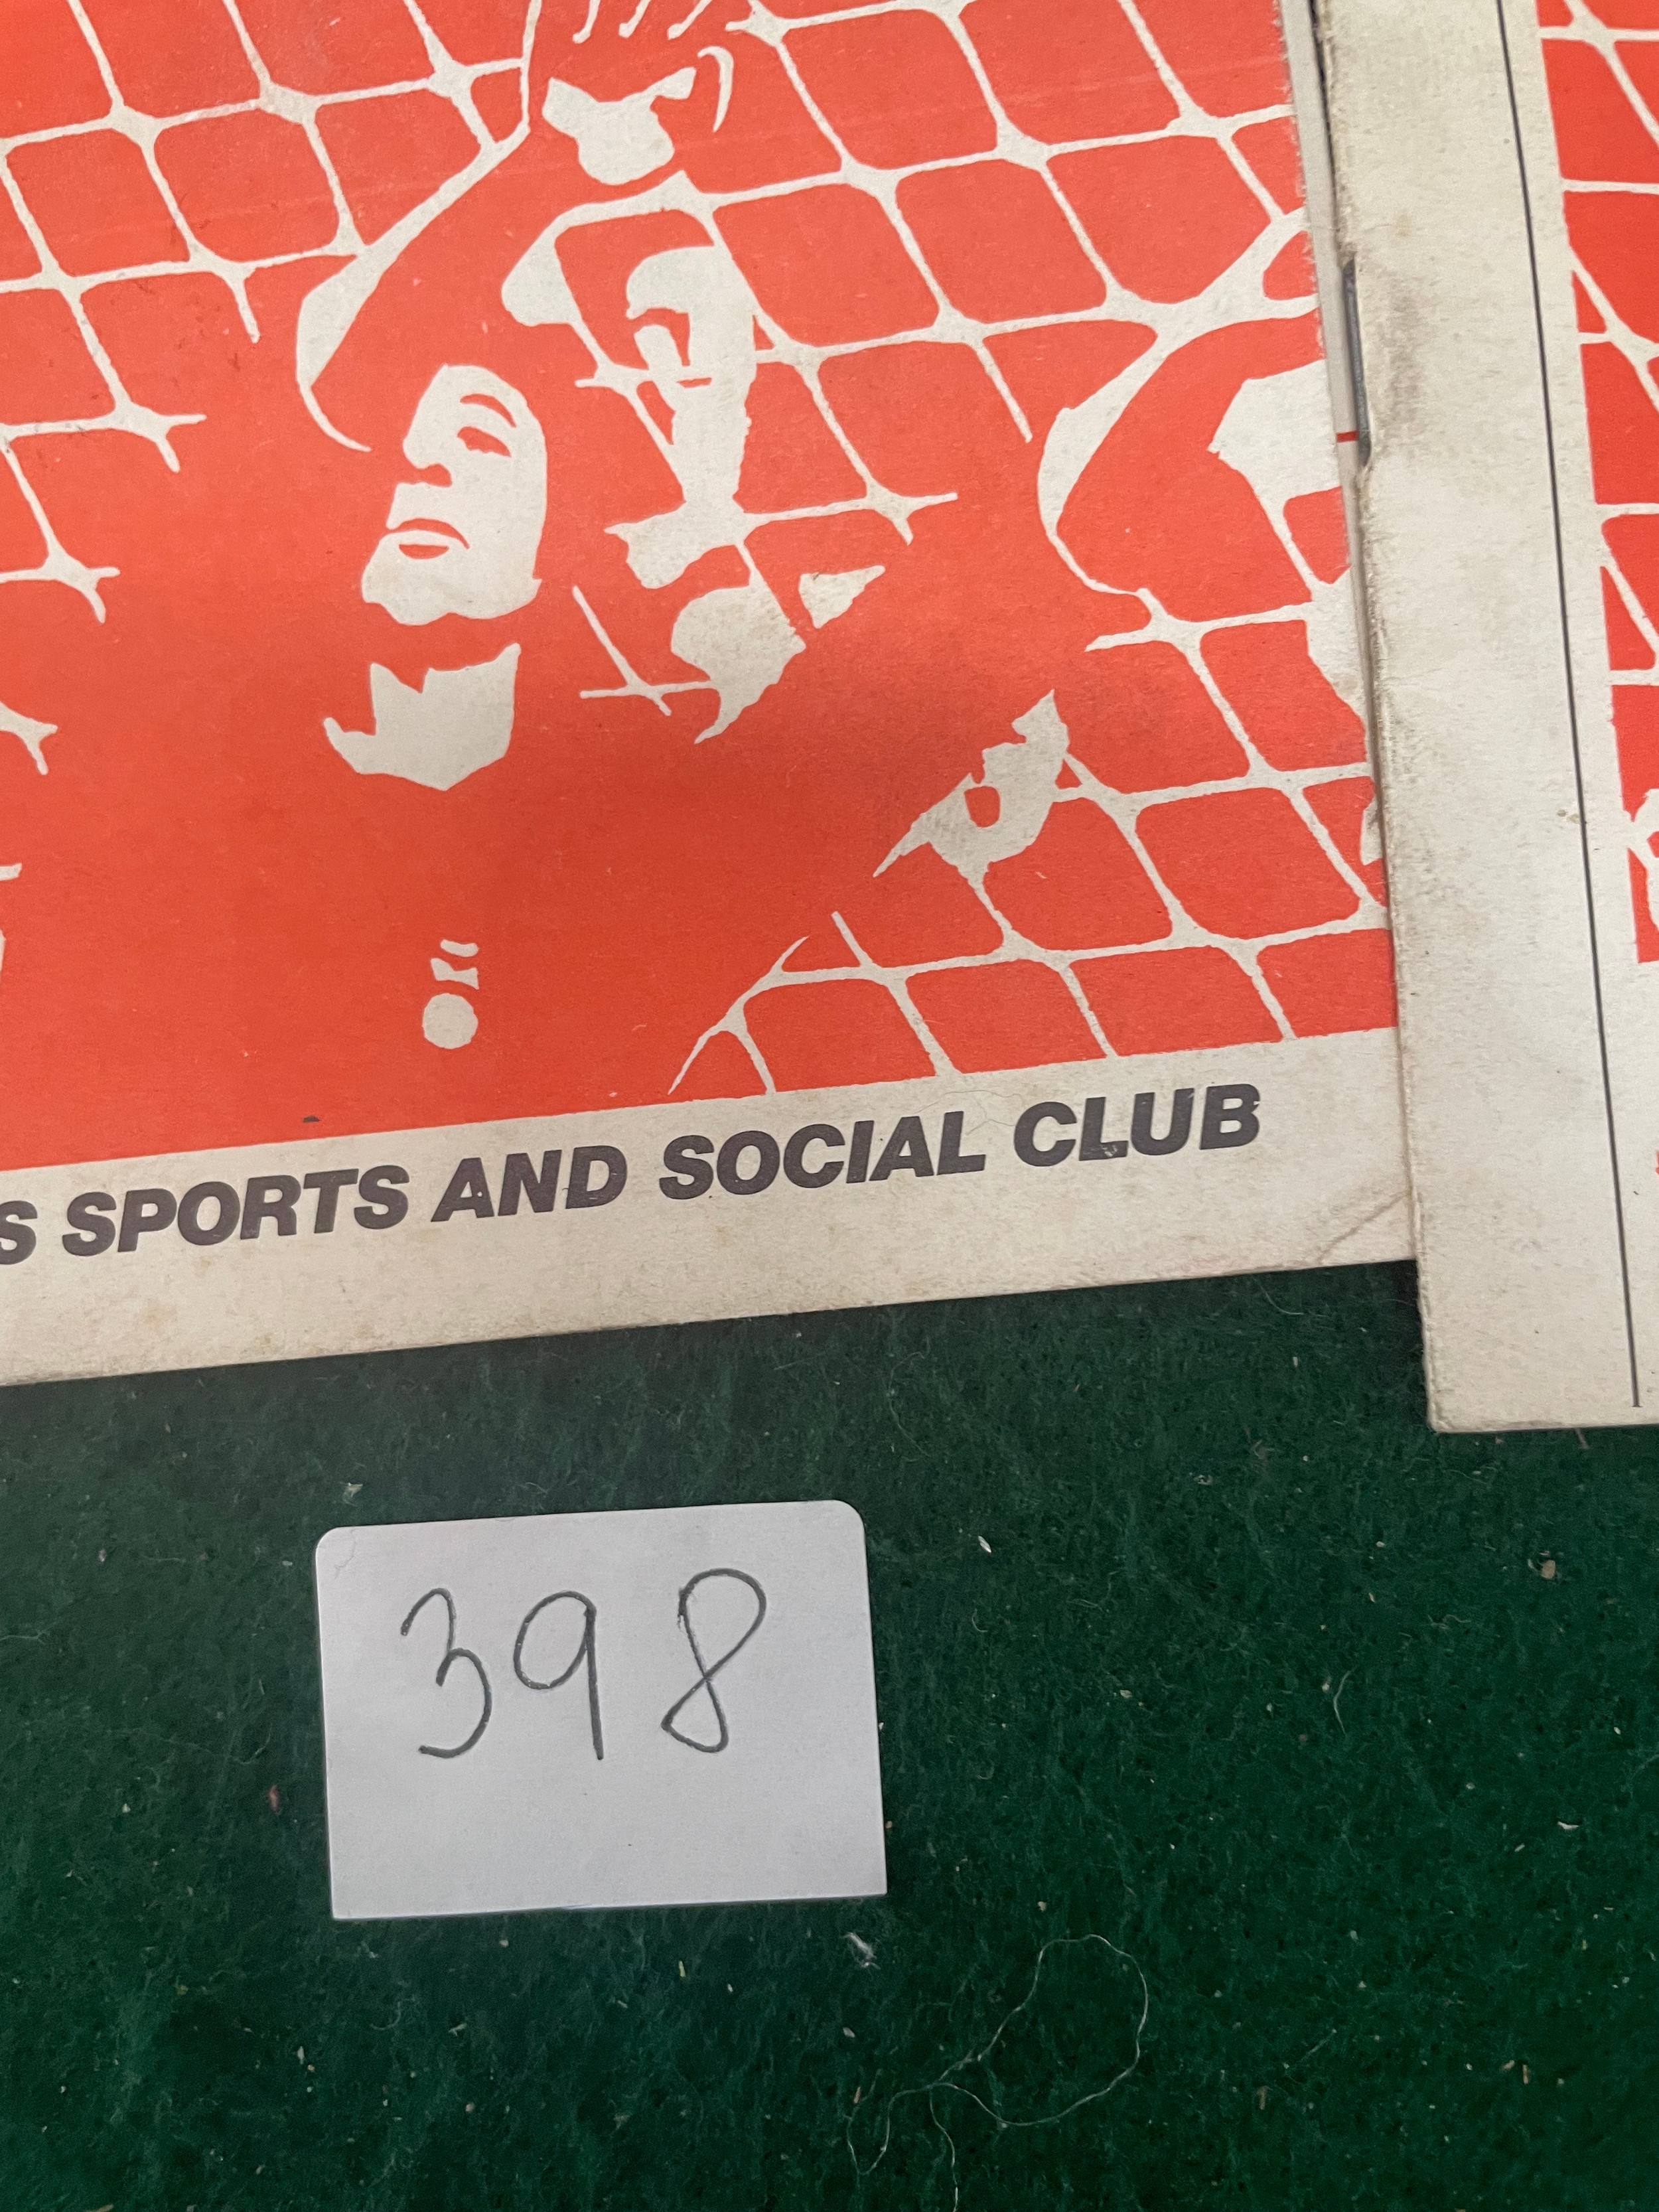 S SPORTS AND SOCIAL CLUB
398